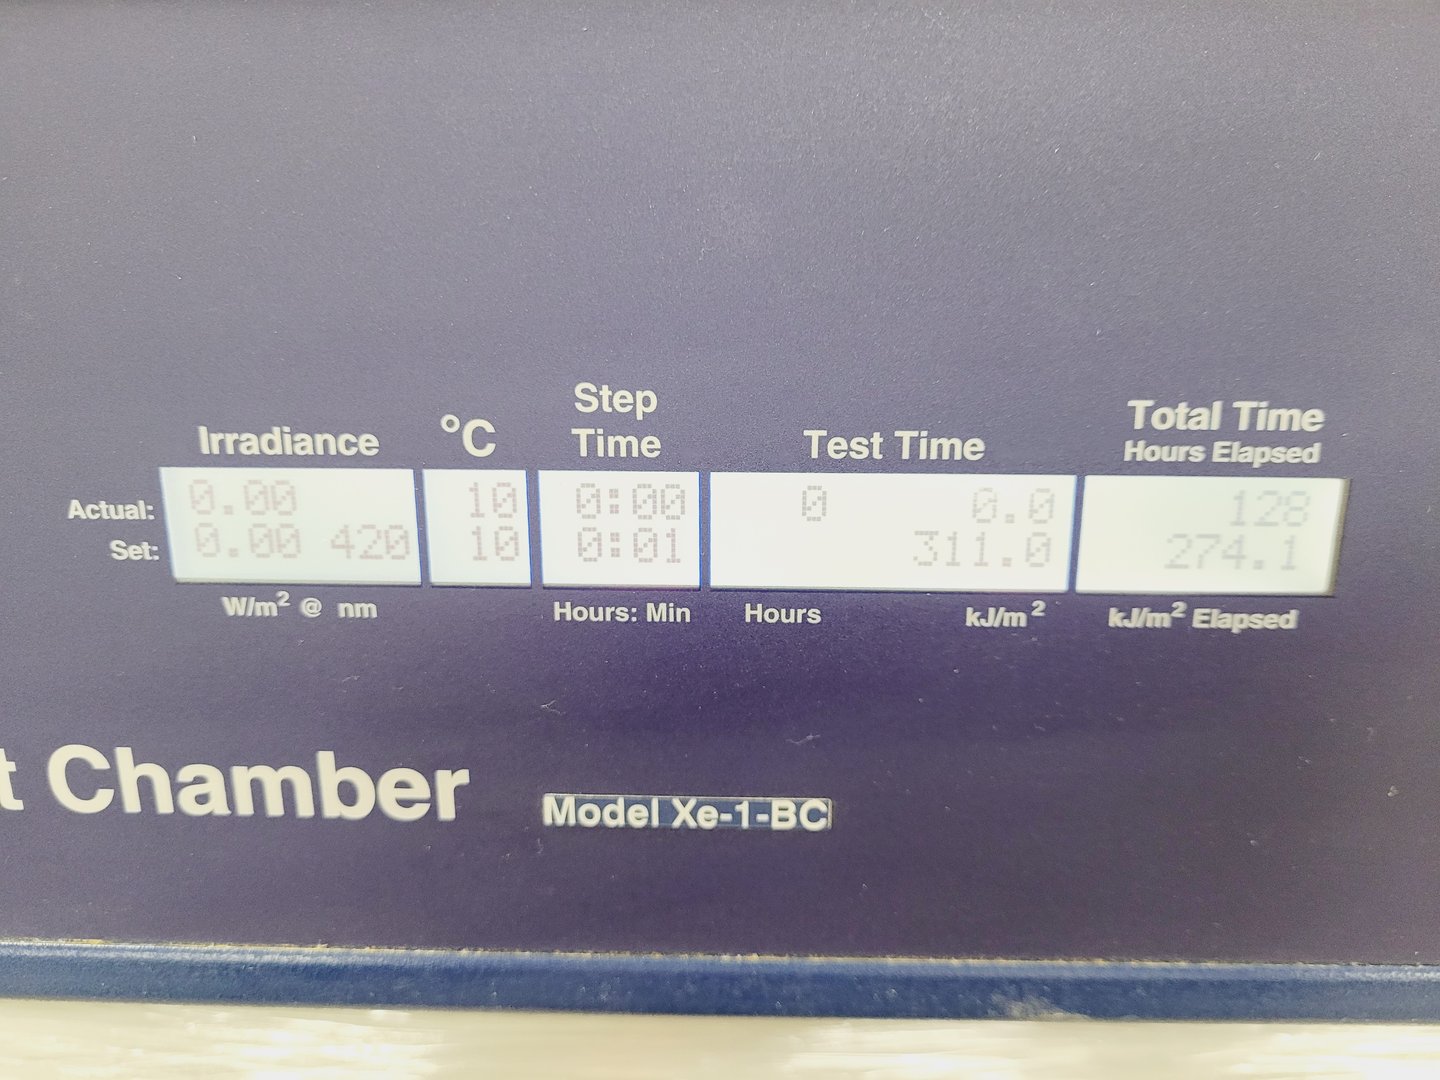 Irradiance
°C
Step
Time
Test Time
Total Time
Hours Elapsed
Actual: 0.00 10 0:00 0 0.0 128
Set: 0.00 420 10 0:01 311.0 274.1
W/m² @ nm
Hours: Min
Hours
kJ/m²
kJ/m² Elapsed
t Chamber
Model Xe-1-BC